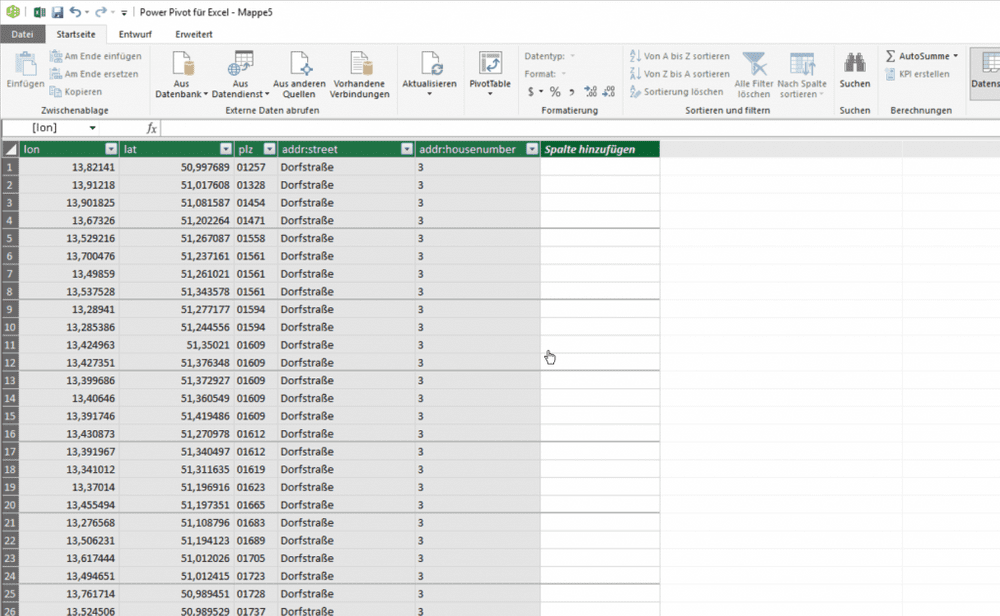 Power Pivot für Excel - Mappe5
Datei Startseite Entwurf Erweitert
Einfügen
Am Ende einfügen
Am Ende ersetzen
Kopieren
Zwischenablage
Aus Datenbank
Aus Datendienst
Aus anderen Quellen
Vorhandene Verbindungen
Externe Daten abrufen
Aktualisieren
PivotTable
Datentyp:
Format:
$ % ,
Formatierung
Von A bis Z sortieren
Von Z bis A sortieren
Sortierung löschen
Alle Filter löschen
Nach Spalte sortieren
Sortieren und filtern
Suchen
Suchen
AutoSumme
KPI erstellen
Berechnungen
Datens
[lon] fx
lon lat plz addr:street addr:housenumber Spalte hinzufügen
1 13,82141 50,997689 01257 Dorfstraße 3
2 13,91218 51,017608 01328 Dorfstraße 3
3 13,901825 51,081587 01454 Dorfstraße 3
4 13,67326 51,202264 01471 Dorfstraße 3
5 13,529216 51,267087 01558 Dorfstraße 3
6 13,700476 51,237161 01561 Dorfstraße 3
7 13,49859 51,261021 01561 Dorfstraße 3
8 13,537528 51,343578 01561 Dorfstraße 3
9 13,28941 51,277177 01594 Dorfstraße 3
10 13,285386 51,244556 01594 Dorfstraße 3
11 13,424963 51,35021 01609 Dorfstraße 3
12 13,427351 51,376348 01609 Dorfstraße 3
13 13,399686 51,372927 01609 Dorfstraße 3
14 13,40646 51,360549 01609 Dorfstraße 3
15 13,391746 51,419486 01609 Dorfstraße 3
16 13,430873 51,270978 01612 Dorfstraße 3
17 13,391967 51,340497 01612 Dorfstraße 3
18 13,341012 51,311635 01619 Dorfstraße 3
19 13,37014 51,196916 01623 Dorfstraße 3
20 13,455494 51,197351 01665 Dorfstraße 3
21 13,276568 51,108796 01683 Dorfstraße 3
22 13,506231 51,194123 01689 Dorfstraße 3
23 13,617444 51,012026 01705 Dorfstraße 3
24 13,494651 51,012415 01723 Dorfstraße 3
25 13,761714 50,989451 01728 Dorfstraße 3
26 13,524506 50,989529 01737 Dorfstraße 3